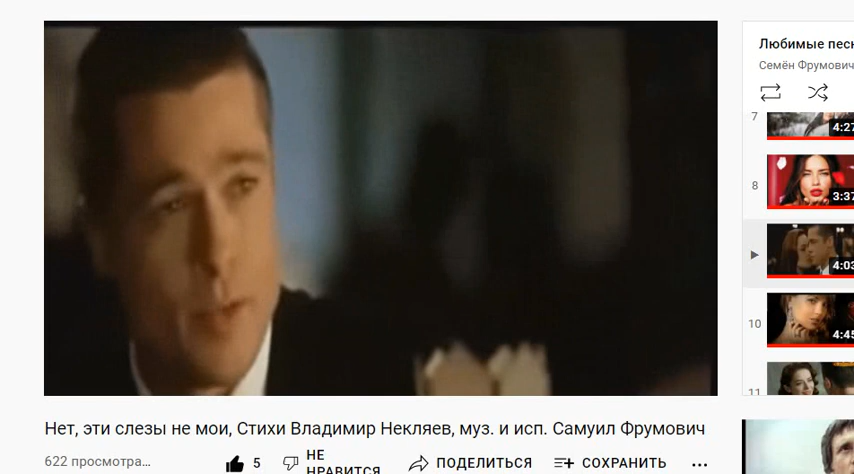 Любимые
Семён Фрумович
7
4:27
8
3:37
4:03
10
4:45
11
Нет, эти слезы не мои, Стихи Владимир Некляев, муз. и исп. Самуил Фрумович
622 просмотра...
5
НЕ
НРАВИТСЯ
ПОДЕЛИТЬСЯ
СОХРАНИТЬ